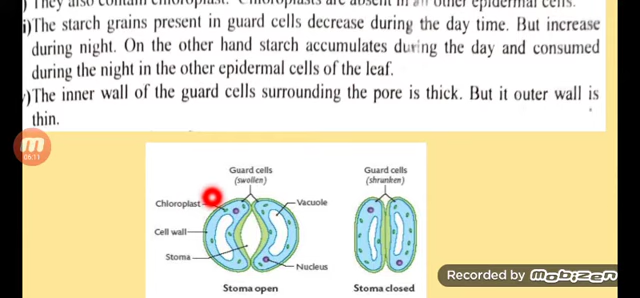 They also contain chloroplast. Chloroplasts are absent in all other epidermal cells.
i)The starch grains present in guard cells decrease during the day time. But increase
during night. On the other hand starch accumulates during the day and consumed
during the night in the other epidermal cells of the leaf.
)The inner wall of the guard cells surrounding the pore is thick. But it outer wall is
thin.
06:11
Guard cells
(swollen)
Guard cells
(shrunken)
Chloroplast
Vacuole
Cell wall
Stoma
Nucleus
Stoma open
Stoma closed
Recorded by mobizen